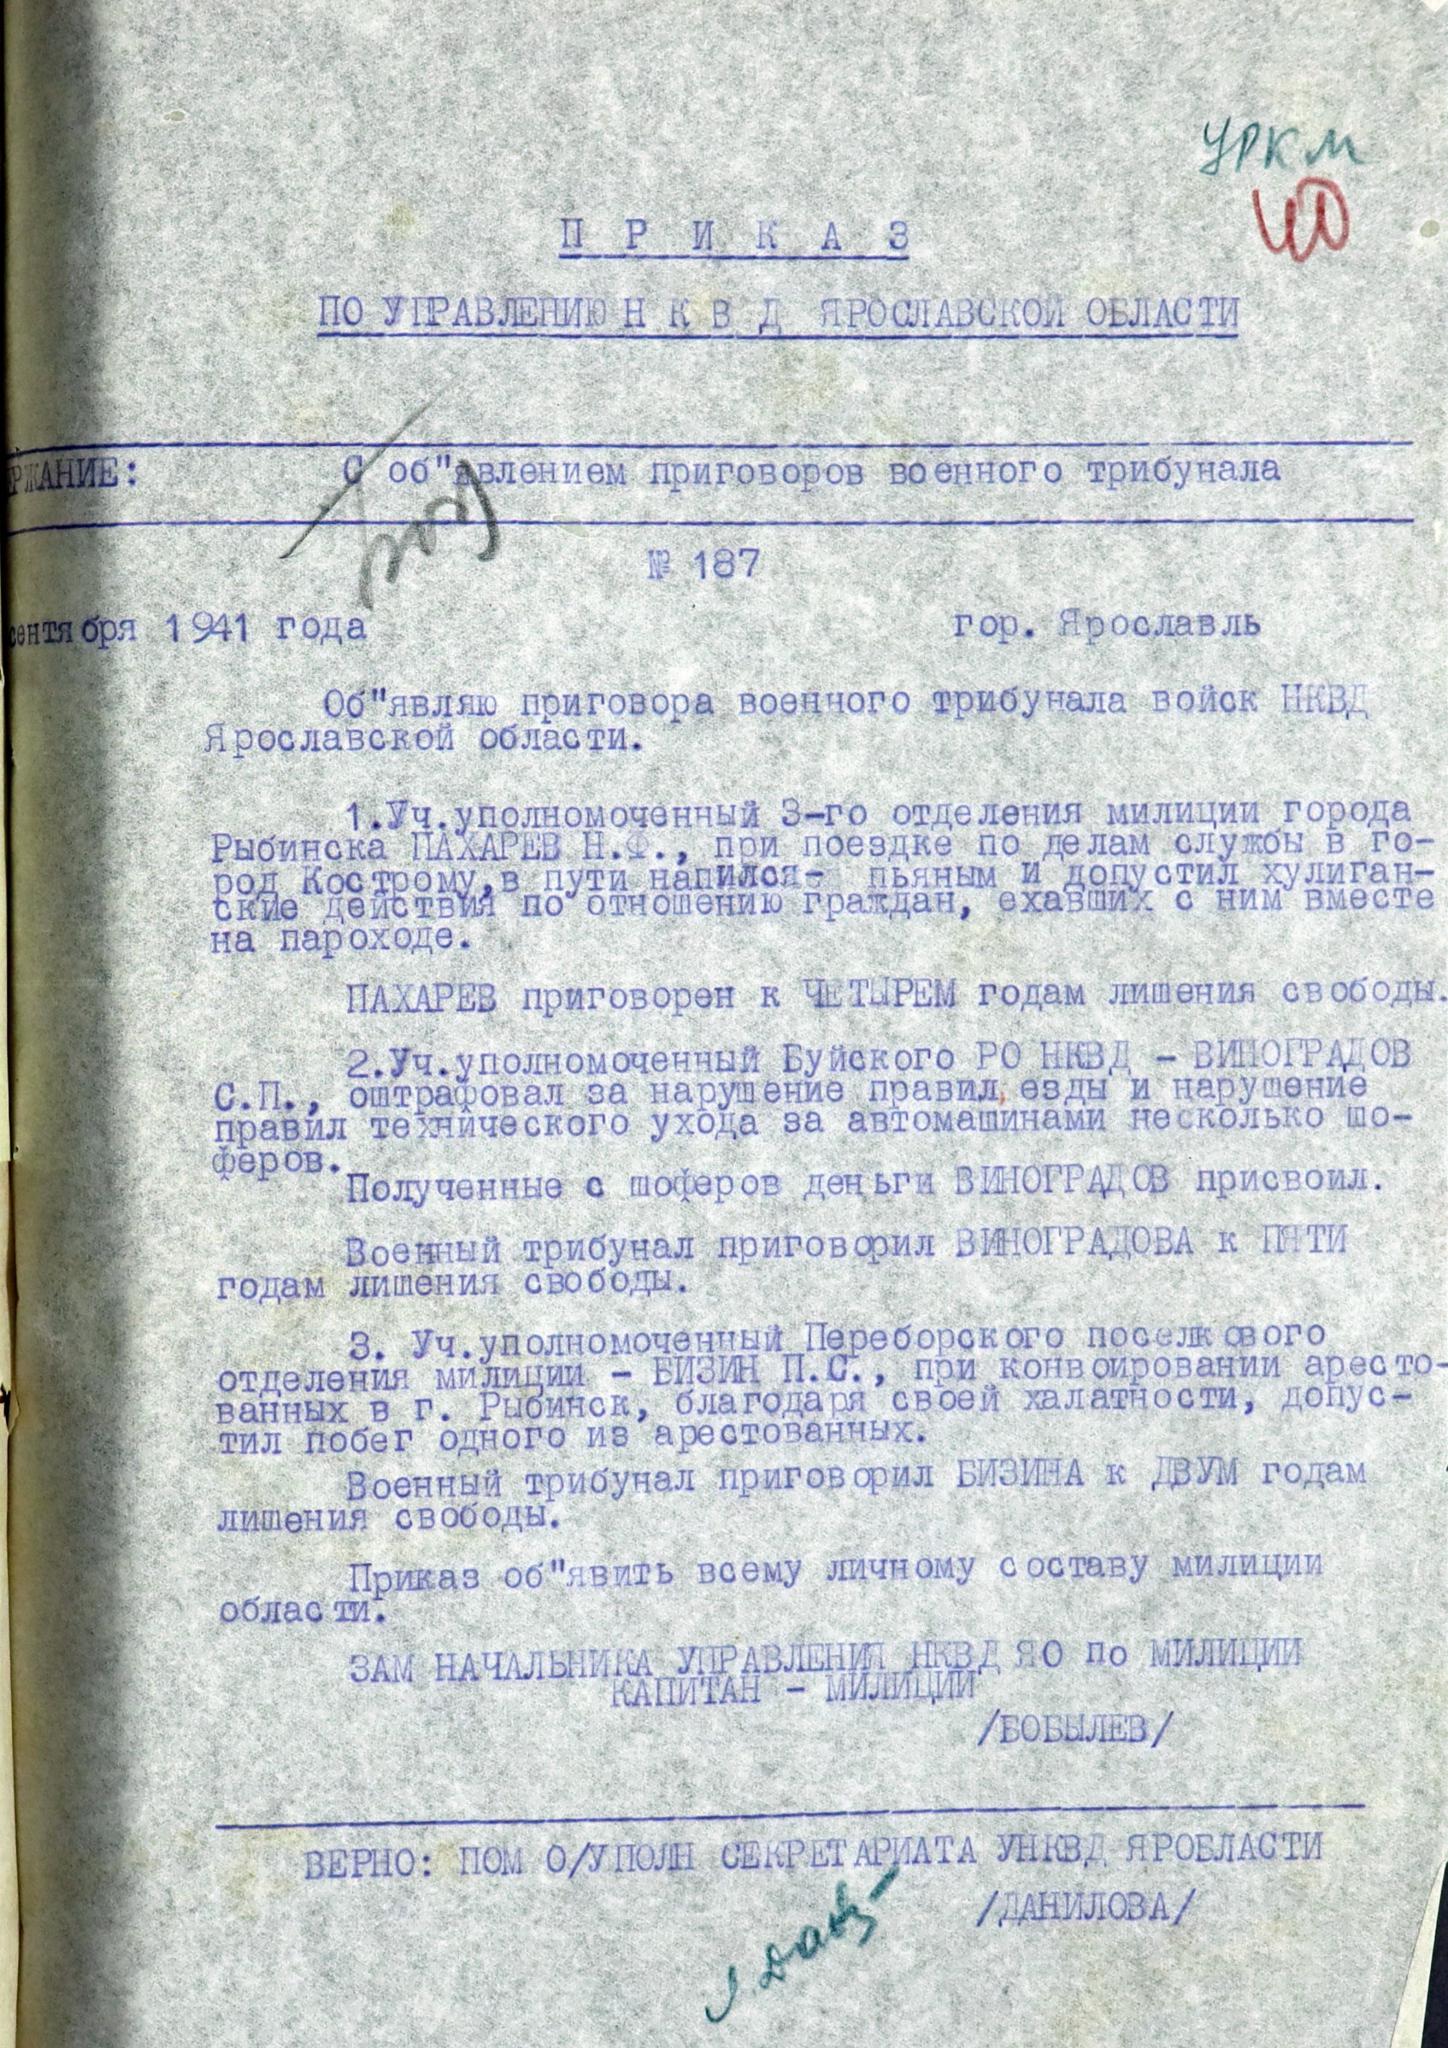 УРКМ
П Р И К А З
ПО УПРАВЛЕНИЮ Н К В Д ЯРОСЛАВСКОЙ ОБЛАСТИ
РЖАНИЕ: С об"явлением приговоров военного трибунала
№ 187
сентября 1941 года гор. Ярославль
Об"являю приговора военного трибунала войск НКВД
Ярославской области.
1.Уч.уполномоченный 3-го отделения милиции города
Рыбинска ПАХАРЕВ Н.Ф., при поездке по делам службы в го-
род Кострому,в пути напился- пьяным и допустил хулиган-
ские действия по отношению граждан, ехавших с ним вместе
на пароходе.
ПАХАРЕВ приговорен к ЧЕТЫРЕМ годам лишения свободы.
2.Уч.уполномоченный Буйского РО НКВД - ВИНОГРАДОВ
С.П., оштрафовал за нарушение правил, езды и нарушение
правил технического ухода за автомашинами несколько шо-
феров.
Полученные с шоферов деньги ВИНОГРАДОВ присвоил.
Военный трибунал приговорил ВИНОГРАДОВА к ПЯТИ
годам лишения свободы.
3. Уч.уполномоченный Переборского поселкового
отделения милиции - БИЗИН П.С., при конвоировании аресто-
ванных в г. Рыбинск, благодаря своей халатности, допус-
тил побег одного из арестованных.
Военный трибунал приговорил БИЗИНА к ДВУМ годам
лишения свободы.
Приказ об"явить всему личному составу милиции
области.
ЗАМ НАЧАЛЬНИКА УПРАВЛЕНИЯ НКВД ЯО по МИЛИЦИИ
КАПИТАН - МИЛИЦИИ
/БОБЫЛЕВ/
ВЕРНО: ПОМ О/УПОЛН СЕКРЕТАРИАТА УНКВД ЯРОБЛАСТИ
/ДАНИЛОВА/